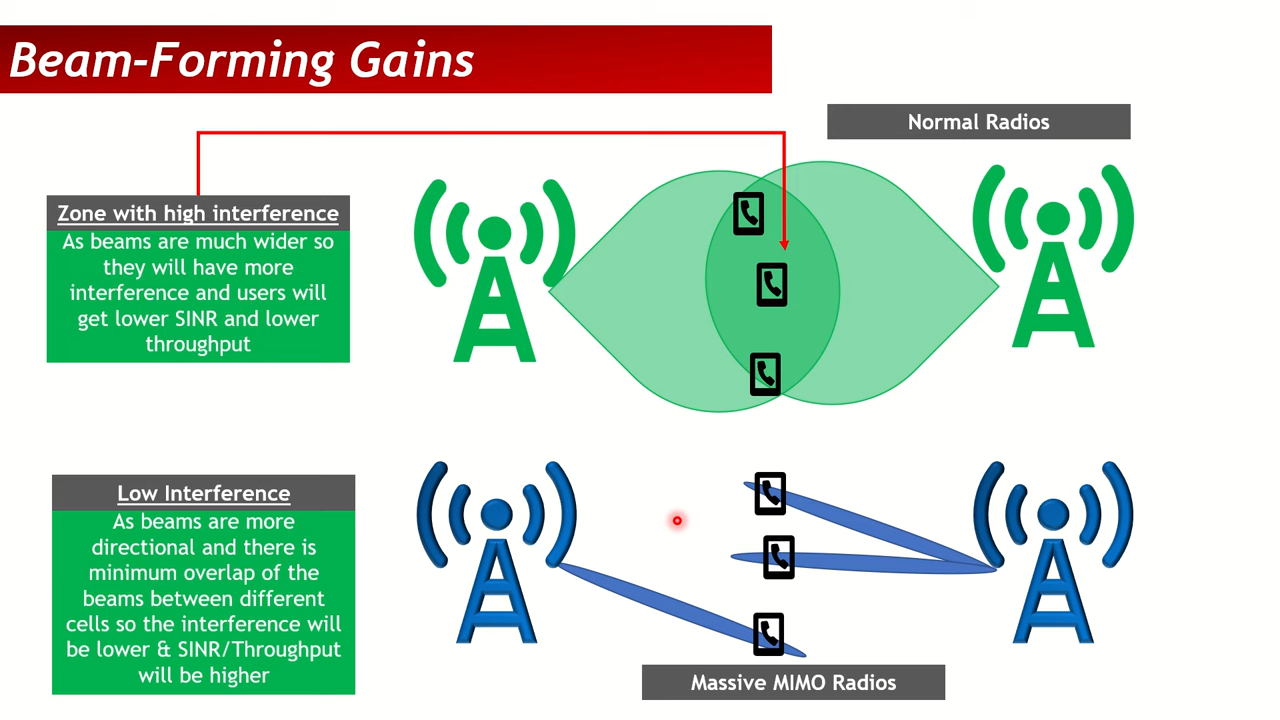 Beam-Forming Gains
Normal Radios
Zone with high interference
As beams are much wider so
they will have more
interference and users will
get lower SINR and lower
throughput
Low Interference
As beams are more
directional and there is
minimum overlap of the
beams between different
cells so the interference will
be lower & SINR/Throughput
will be higher
Massive MIMO Radios